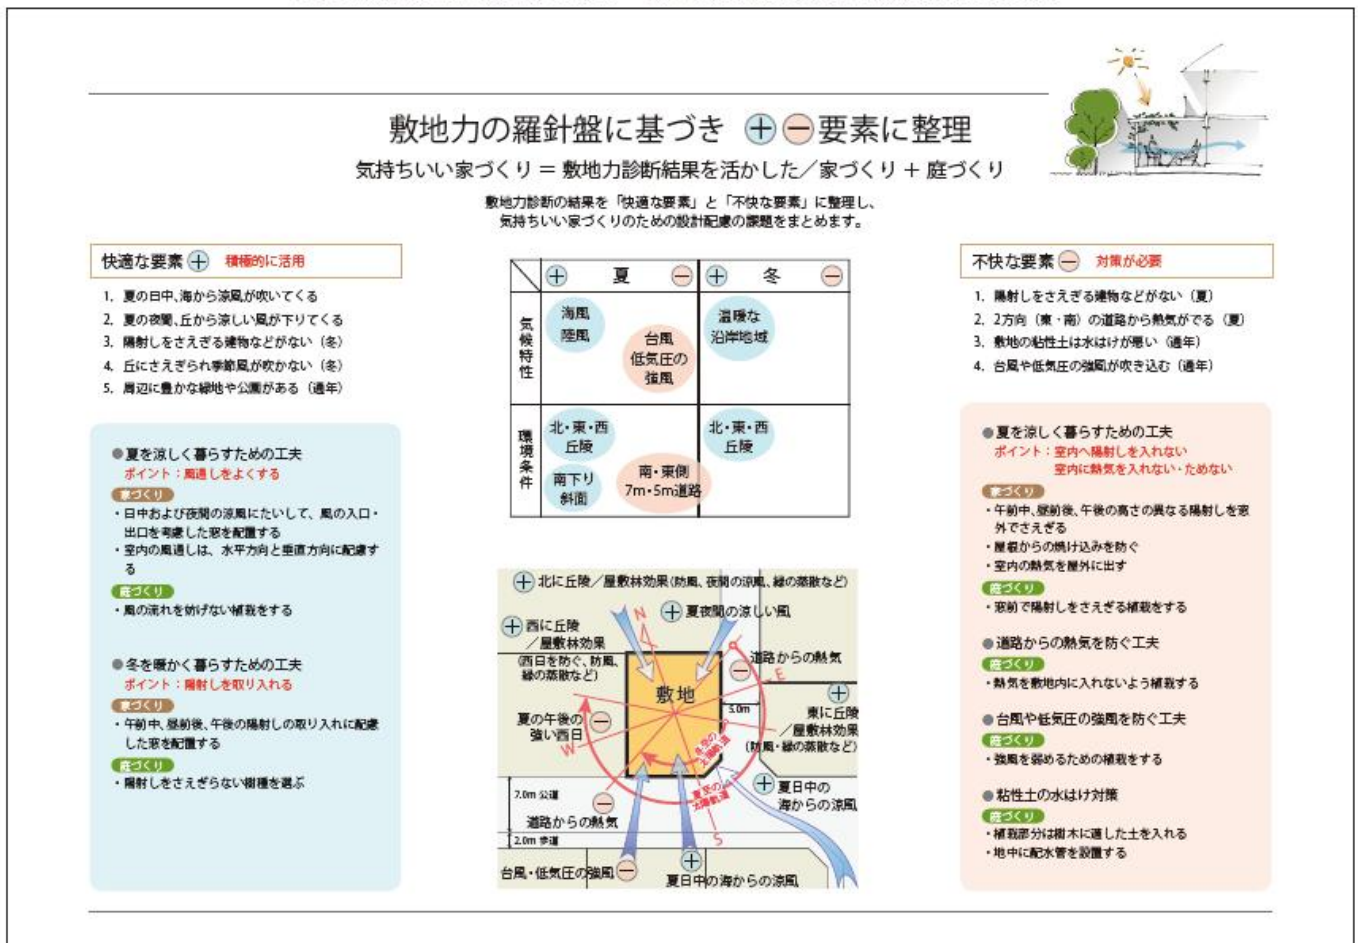 敷地力の羅針盤に基づき ⊕⊖要素に整理
気持ちいい家づくり = 敷地力診断結果を活かした／家づくり + 庭づくり
敷地力診断の結果を「快適な要素」と「不快な要素」に整理し、
気持ちいい家づくりのための設計配慮の課題をまとめます。
快適な要素⊕ 積極的に活用
1. 夏の日中、海から涼風が吹いてくる
2. 夏の夜間、丘から涼しい風が下りてくる
3. 陽射しをさえぎる建物などがない（冬）
4. 丘にさえぎられ季節風が吹かない（冬）
5. 周辺に豊かな緑地や公園がある（通年）
●夏を涼しく暮らすための工夫
ポイント：風通しをよくする
家づくり
・日中および夜間の涼風にたいして、風の入口・
出口を考慮した窓を配置する
・室内の風通しは、水平方向と垂直方向に配慮す
る
庭づくり
・風の流れを妨げない植栽をする
●冬を暖かく暮らすための工夫
ポイント：陽射しを取り入れる
家づくり
・午前中、昼前後、午後の陽射しの取り入れに配慮
した窓を配置する
庭づくり
・陽射しをさえぎらない樹種を選ぶ
⊕ 夏 ⊖ ⊕ 冬 ⊖
気候特性
海風
陸風
台風
低気圧の
強風
温暖な
沿岸地域
環境条件
北・東・西
丘陵
南下り
斜面
南・東側
7m・5m道路
北・東・西
丘陵
⊕北に丘陵／屋敷林効果(防風、夜間の涼風、緑の蒸散など)
⊕夏夜間の涼しい風
⊕西に丘陵
／屋敷林効果
(西日を防ぐ、防風、
緑の蒸散など)
N
道路からの熱気
⊖
E
敷地
5.0m
⊕
東に丘陵
／屋敷林効果
(防風・緑の蒸散など)
夏の午後の
強い西日
⊖
W
冬至の
太陽軌道
夏至の
太陽軌道
⊕夏日中の
海からの涼風
7.0m 公道
⊖
道路からの熱気
2.0m 歩道
S
台風・低気圧の強風⊖
⊕
夏日中の海からの涼風
不快な要素⊖ 対策が必要
1. 陽射しをさえぎる建物などがない（夏）
2. 2方向（東・南）の道路から熱気がでる（夏）
3. 敷地の粘性土は水はけが悪い（通年）
4. 台風や低気圧の強風が吹き込む（通年）
●夏を涼しく暮らすための工夫
ポイント：室内へ陽射しを入れない
室内に熱気を入れない・ためない
家づくり
・午前中、昼前後、午後の高さの異なる陽射しを窓
外でさえぎる
・屋根からの焼け込みを防ぐ
・室内の熱気を屋外に出す
庭づくり
・窓前で陽射しをさえぎる植栽をする
●道路からの熱気を防ぐ工夫
庭づくり
・熱気を敷地内に入れないよう植栽する
●台風や低気圧の強風を防ぐ工夫
庭づくり
・強風を弱めるための植栽をする
●粘性土の水はけ対策
庭づくり
・植栽部分は樹木に適した土を入れる
・地中に配水管を設置する